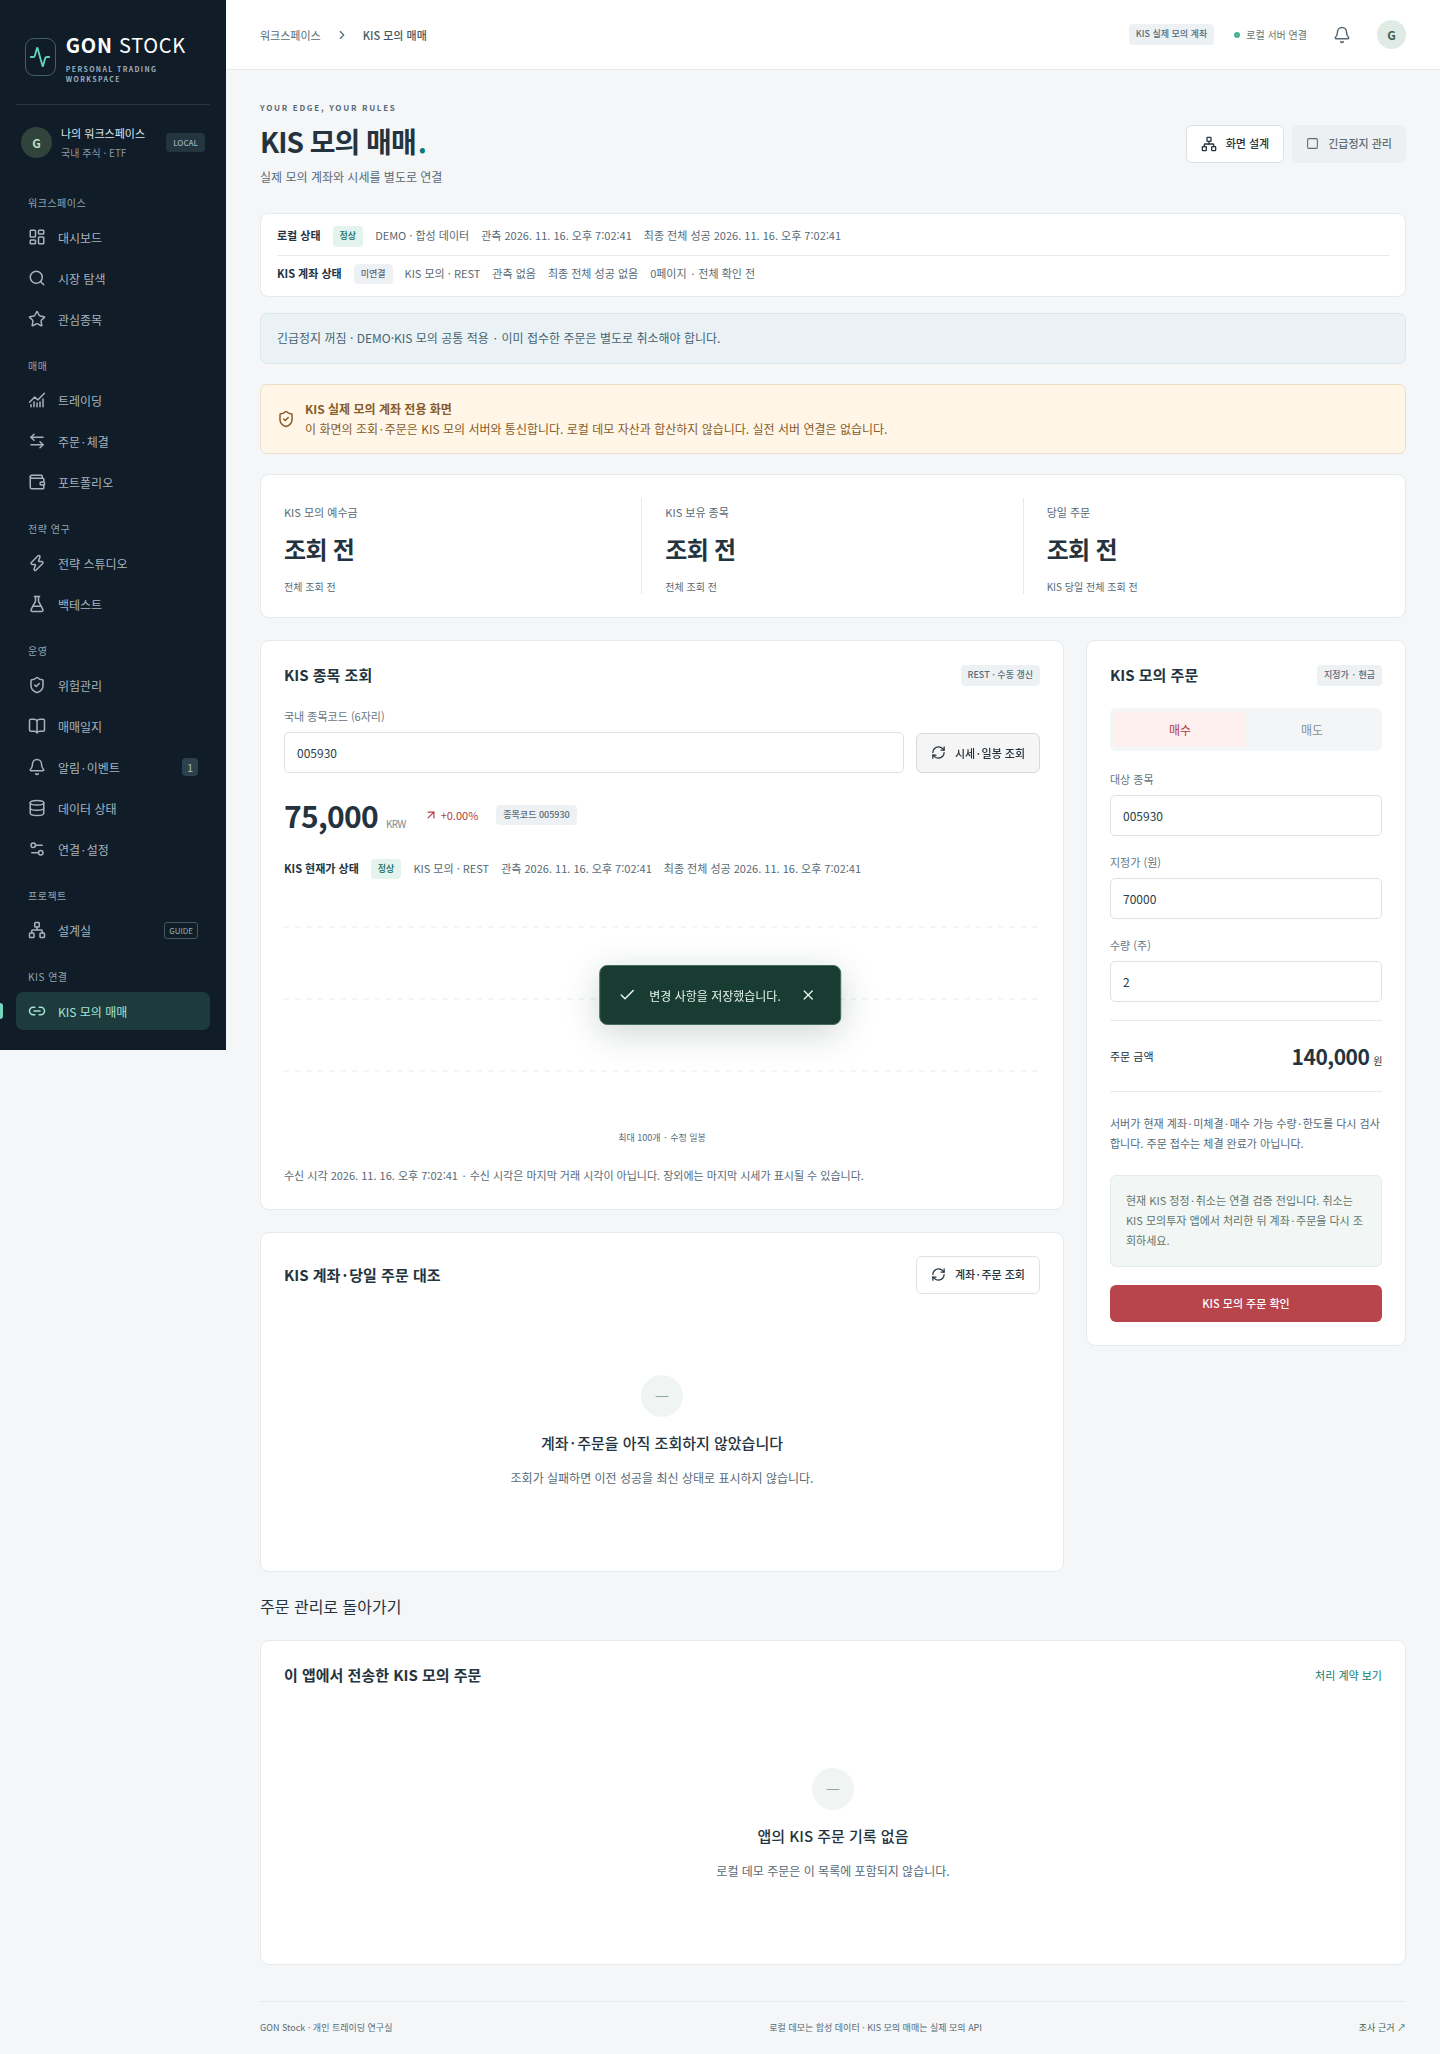 GON STOCK
PERSONAL TRADING
WORKSPACE
G
나의 워크스페이스
국내 주식 · ETF
LOCAL
워크스페이스
대시보드
시장 탐색
관심종목
매매
트레이딩
주문·체결
포트폴리오
전략 연구
전략 스튜디오
백테스트
운영
위험관리
매매일지
알림·이벤트
1
데이터 상태
연결·설정
프로젝트
설계실
GUIDE
KIS 연결
KIS 모의 매매
워크스페이스
KIS 모의 매매
KIS 실제 모의 계좌
로컬 서버 연결
G
YOUR EDGE, YOUR RULES
KIS 모의 매매.
실제 모의 계좌와 시세를 별도로 연결
화면 설계
긴급정지 관리
로컬 상태 정상 DEMO · 합성 데이터 관측 2026. 11. 16. 오후 7:02:41 최종 전체 성공 2026. 11. 16. 오후 7:02:41
KIS 계좌 상태 미연결 KIS 모의 · REST 관측 없음 최종 전체 성공 없음 0페이지 · 전체 확인 전
긴급정지 꺼짐 · DEMO·KIS 모의 공통 적용 · 이미 접수한 주문은 별도로 취소해야 합니다.
KIS 실제 모의 계좌 전용 화면
이 화면의 조회·주문은 KIS 모의 서버와 통신합니다. 로컬 데모 자산과 합산하지 않습니다. 실전 서버 연결은 없습니다.
KIS 모의 예수금
조회 전
전체 조회 전
KIS 보유 종목
조회 전
전체 조회 전
당일 주문
조회 전
KIS 당일 전체 조회 전
KIS 종목 조회
REST · 수동 갱신
국내 종목코드 (6자리)
005930
시세·일봉 조회
75,000 KRW +0.00% 종목코드 005930
KIS 현재가 상태 정상 KIS 모의 · REST 관측 2026. 11. 16. 오후 7:02:41 최종 전체 성공 2026. 11. 16. 오후 7:02:41
변경 사항을 저장했습니다.
최대 100개 · 수정 일봉
수신 시각 2026. 11. 16. 오후 7:02:41 · 수신 시각은 마지막 거래 시각이 아닙니다. 장외에는 마지막 시세가 표시될 수 있습니다.
KIS 모의 주문
지정가 · 현금
매수
매도
대상 종목
005930
지정가 (원)
70000
수량 (주)
2
주문 금액
140,000 원
서버가 현재 계좌·미체결·매수 가능 수량·한도를 다시 검사
합니다. 주문 접수는 체결 완료가 아닙니다.
현재 KIS 정정·취소는 연결 검증 전입니다. 취소는
KIS 모의투자 앱에서 처리한 뒤 계좌·주문을 다시 조
회하세요.
KIS 모의 주문 확인
KIS 계좌·당일 주문 대조
계좌·주문 조회
계좌·주문을 아직 조회하지 않았습니다
조회가 실패하면 이전 성공을 최신 상태로 표시하지 않습니다.
주문 관리로 돌아가기
이 앱에서 전송한 KIS 모의 주문
처리 계약 보기
앱의 KIS 주문 기록 없음
로컬 데모 주문은 이 목록에 포함되지 않습니다.
GON Stock · 개인 트레이딩 연구실
로컬 데모는 합성 데이터 · KIS 모의 매매는 실제 모의 API
조사 근거 ↗